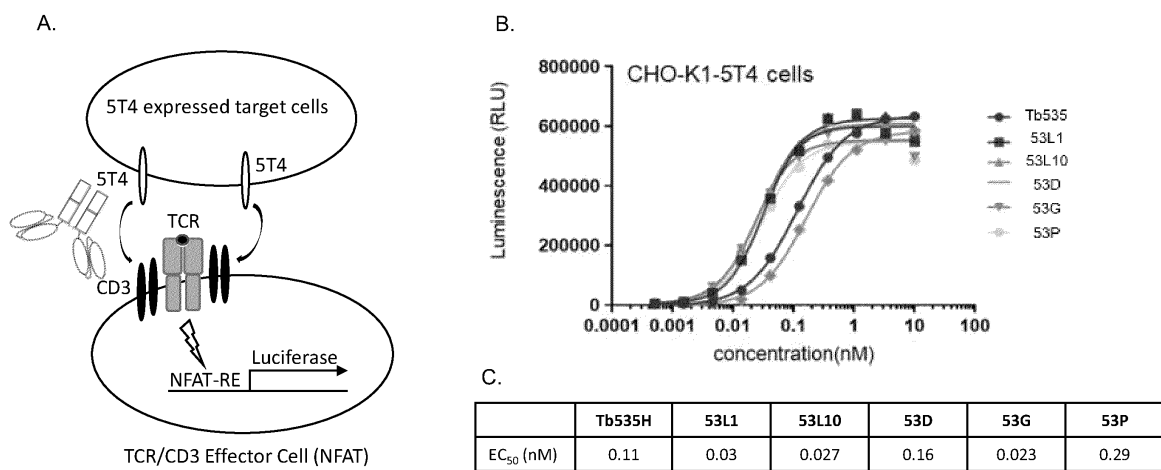 A.
5T4 expressed target cells
5T4
5T4
TCR
CD3
Luciferase
NFAT-RE
TCR/CD3 Effector Cell (NFAT)
B.
CHO-K1-5T4 cells
Luminescence (RLU)
800000
600000
400000
200000
0
0.0001 0.001 0.01 0.1 1 10 100
concentration(nM)
Tb535
53L1
53L10
53D
53G
53P
C.
Tb535H 53L1 53L10 53D 53G 53P
EC50 (nM) 0.11 0.03 0.027 0.16 0.023 0.29